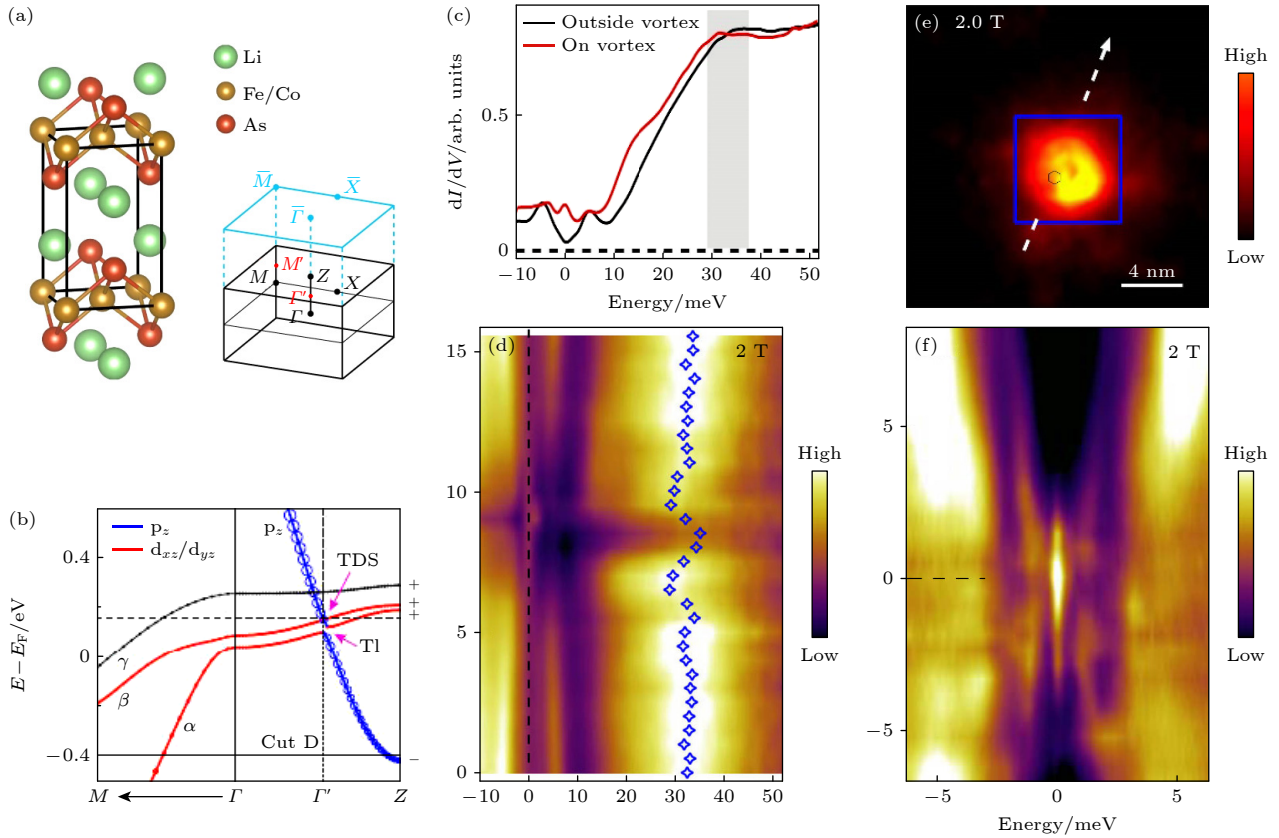 (a)
Li
Fe/Co
As
M̅
X̅
Γ̅
M′
M
Z
X
Γ′
Γ
(b)
p_z
d_xz/d_yz
p_z
TDS
TI
γ
β
α
Cut D
+
+
+
−
0.4
0
−0.4
E − E_F/eV
M
Γ
Γ′
Z
(c)
Outside vortex
On vortex
dI/dV/arb. units
0.5
0
−10 0 10 20 30 40 50
Energy/meV
(d)
2 T
15
10
5
0
−10 0 10 20 30 40 50
High
Low
(e)
2.0 T
4 nm
High
Low
(f)
2 T
5
0
−5
−5 0 5
Energy/meV
High
Low